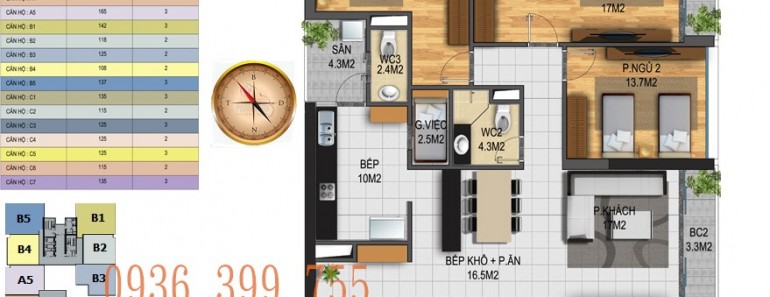 CĂN HỘ : A5 165 3
CĂN HỘ : B1 142 3
CĂN HỘ : B2 118 2
CĂN HỘ : B3 125 2
CĂN HỘ : B4 108 2
CĂN HỘ : B5 137 3
CĂN HỘ : C1 135 3
CĂN HỘ : C2 115 2
CĂN HỘ : C3 125 3
CĂN HỘ : C4 125 2
CĂN HỘ : C5 125 3
CĂN HỘ : C6 115 2
CĂN HỘ : C7 135 3
B
T
Đ
N
17M2
SÂN
4.3M2
WC3
2.4M2
P.NGỦ 2
13.7M2
G.VIỆC
2.5M2
WC2
4.3M2
BẾP
10M2
P.KHÁCH
17M2
BẾP KHÔ + P.ĂN
16.5M2
BC2
3.3M2
B5
B1
B4
B2
A5
B3
0936 399 755